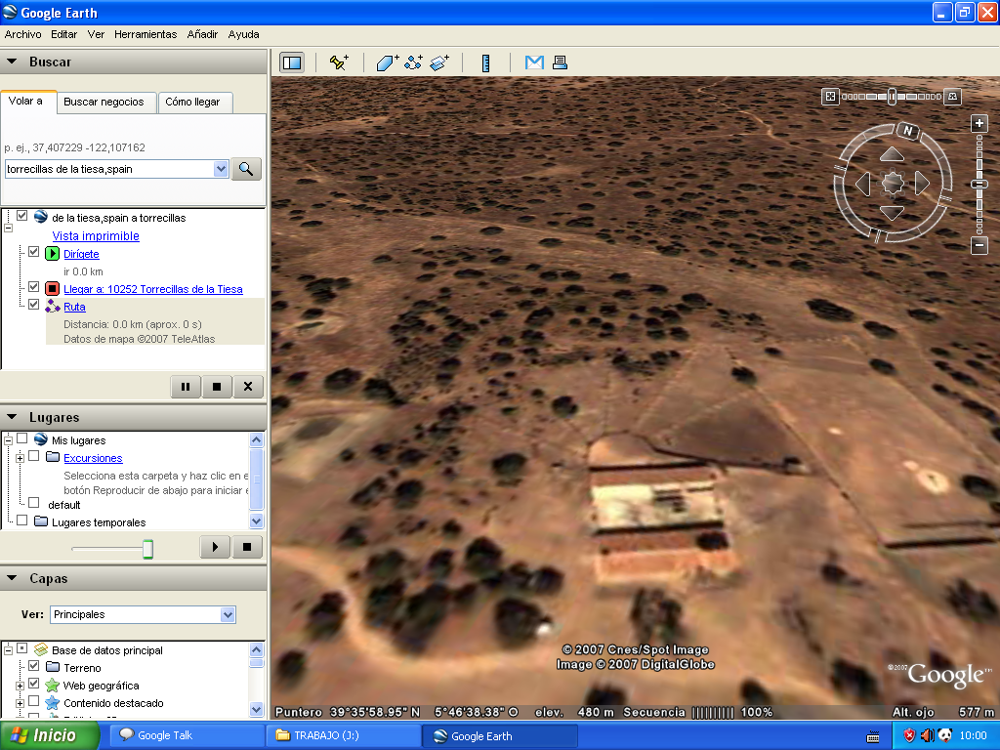 Google Earth
Archivo Editar Ver Herramientas Añadir Ayuda
Buscar
Volar a Buscar negocios Cómo llegar
p. ej., 37,407229 -122,107162
torrecillas de la tiesa,spain
de la tiesa,spain a torrecillas
Vista imprimible
Dirígete
ir 0.0 km
Llegar a: 10252 Torrecillas de la Tiesa
Ruta
Distancia: 0.0 km (aprox. 0 s)
Datos de mapa ©2007 TeleAtlas
Lugares
Mis lugares
Excursiones
Selecciona esta carpeta y haz clic en e
botón Reproducir de abajo para iniciar
default
Lugares temporales
Capas
Ver: Principales
Base de datos principal
Terreno
Web geográfica
Contenido destacado
N
© 2007 Cnes/Spot Image
Image © 2007 DigitalGlobe
©2007 Google™
Puntero 39°35'58.95" N 5°46'38.38" O elev. 480 m Secuencia |||||||||| 100% Alt. ojo 577 m
Inicio Google Talk TRABAJO (J:) Google Earth 10:00